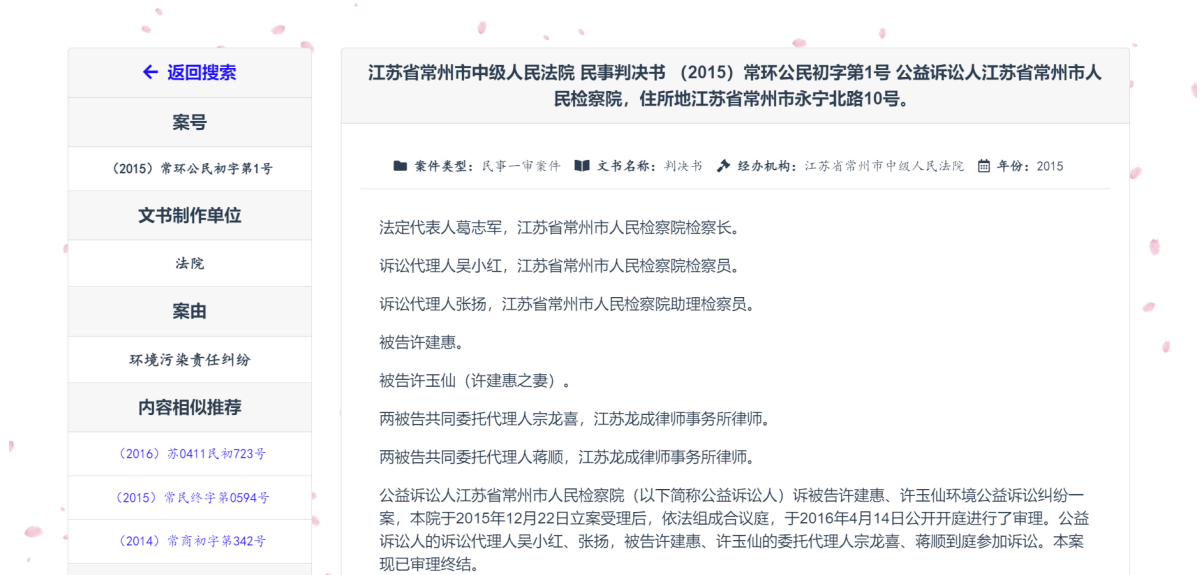 返回搜索
案号
（2015）常环公民初字第1号
文书制作单位
法院
案由
环境污染责任纠纷
内容相似推荐
（2016）苏0411民初723号
（2015）常民终字第0594号
（2014）常商初字第342号
江苏省常州市中级人民法院 民事判决书 （2015）常环公民初字第1号 公益诉讼人江苏省常州市人
民检察院，住所地江苏省常州市永宁北路10号。
案件类型：民事一审案件 文书名称：判决书 经办机构：江苏省常州市中级人民法院 年份：2015
法定代表人葛志军，江苏省常州市人民检察院检察长。
诉讼代理人吴小红，江苏省常州市人民检察院检察员。
诉讼代理人张扬，江苏省常州市人民检察院助理检察员。
被告许建惠。
被告许玉仙（许建惠之妻）。
两被告共同委托代理人宗龙喜，江苏龙成律师事务所律师。
两被告共同委托代理人蒋顺，江苏龙成律师事务所律师。
公益诉讼人江苏省常州市人民检察院（以下简称公益诉讼人）诉被告许建惠、许玉仙环境公益诉讼纠纷一
案，本院于2015年12月22日立案受理后，依法组成合议庭，于2016年4月14日公开开庭进行了审理。公益
诉讼人的诉讼代理人吴小红、张扬，被告许建惠、许玉仙的委托代理人宗龙喜、蒋顺到庭参加诉讼。本案
现已审理终结。